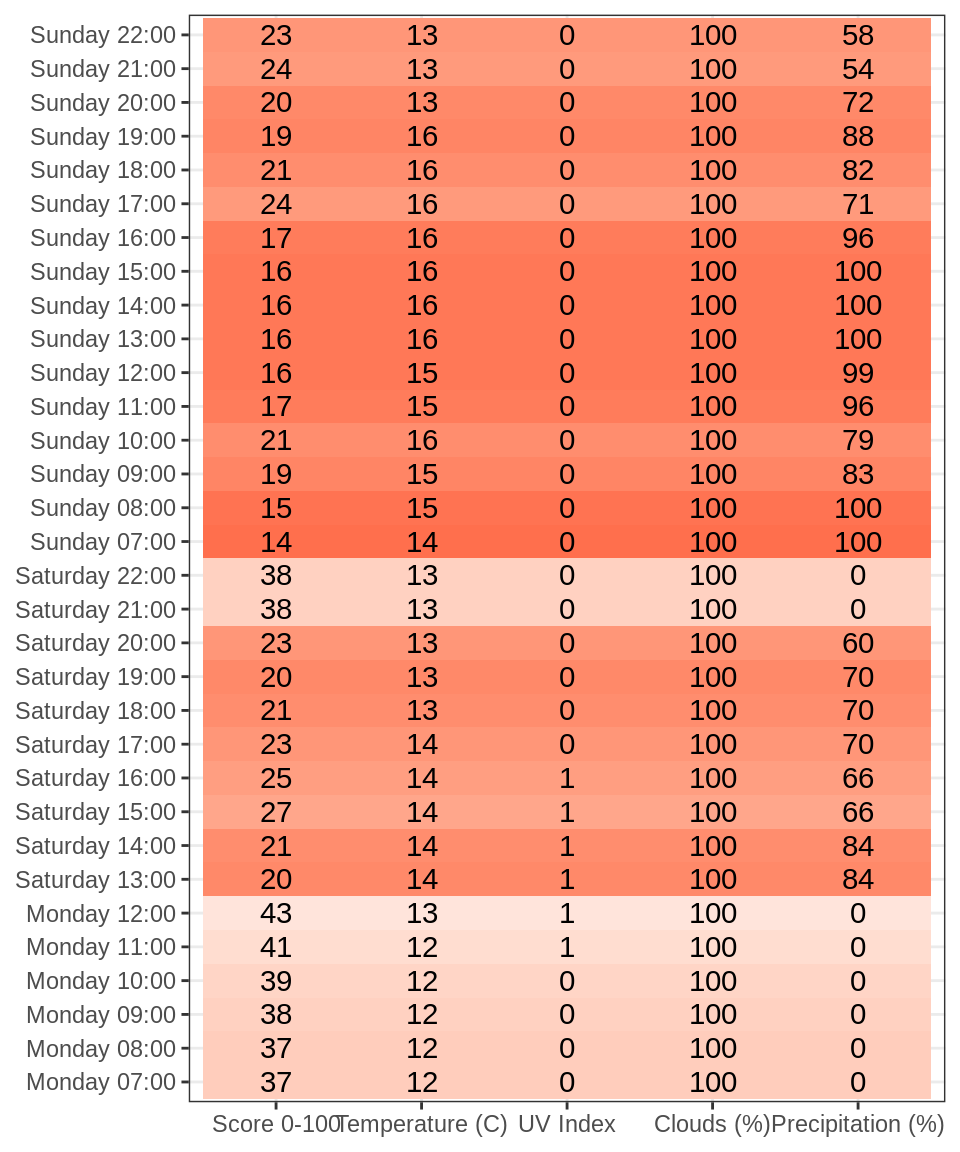 Sunday 22:00 23 13 0 100 58
Sunday 21:00 24 13 0 100 54
Sunday 20:00 20 13 0 100 72
Sunday 19:00 19 16 0 100 88
Sunday 18:00 21 16 0 100 82
Sunday 17:00 24 16 0 100 71
Sunday 16:00 17 16 0 100 96
Sunday 15:00 16 16 0 100 100
Sunday 14:00 16 16 0 100 100
Sunday 13:00 16 16 0 100 100
Sunday 12:00 16 15 0 100 99
Sunday 11:00 17 15 0 100 96
Sunday 10:00 21 16 0 100 79
Sunday 09:00 19 15 0 100 83
Sunday 08:00 15 15 0 100 100
Sunday 07:00 14 14 0 100 100
Saturday 22:00 38 13 0 100 0
Saturday 21:00 38 13 0 100 0
Saturday 20:00 23 13 0 100 60
Saturday 19:00 20 13 0 100 70
Saturday 18:00 21 13 0 100 70
Saturday 17:00 23 14 0 100 70
Saturday 16:00 25 14 1 100 66
Saturday 15:00 27 14 1 100 66
Saturday 14:00 21 14 1 100 84
Saturday 13:00 20 14 1 100 84
Monday 12:00 43 13 1 100 0
Monday 11:00 41 12 1 100 0
Monday 10:00 39 12 0 100 0
Monday 09:00 38 12 0 100 0
Monday 08:00 37 12 0 100 0
Monday 07:00 37 12 0 100 0
Score 0-100 Temperature (C) UV Index Clouds (%) Precipitation (%)